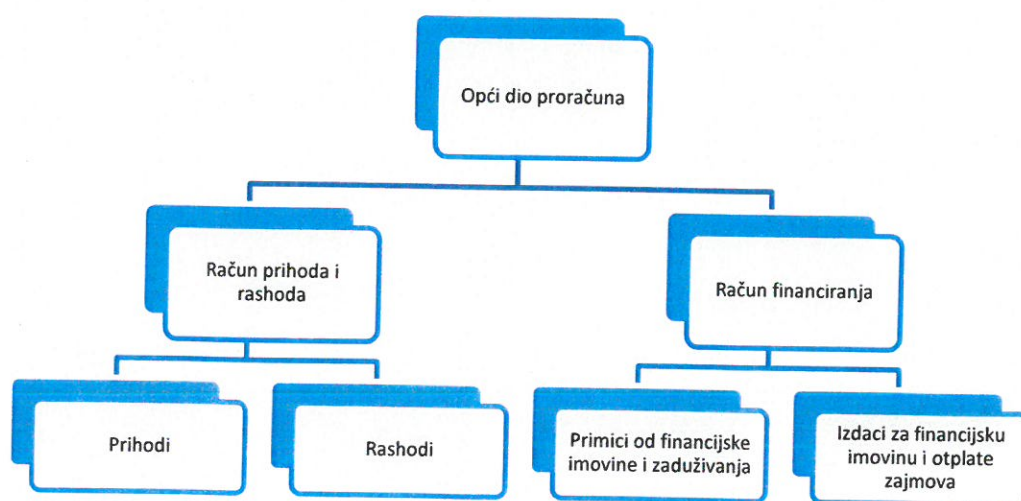 Opći dio proračuna
Račun prihoda i
rashoda
Račun financiranja
Prihodi
Rashodi
Primici od financijske
imovine i zaduživanja
Izdaci za financijsku
imovinu i otplate
zajmova